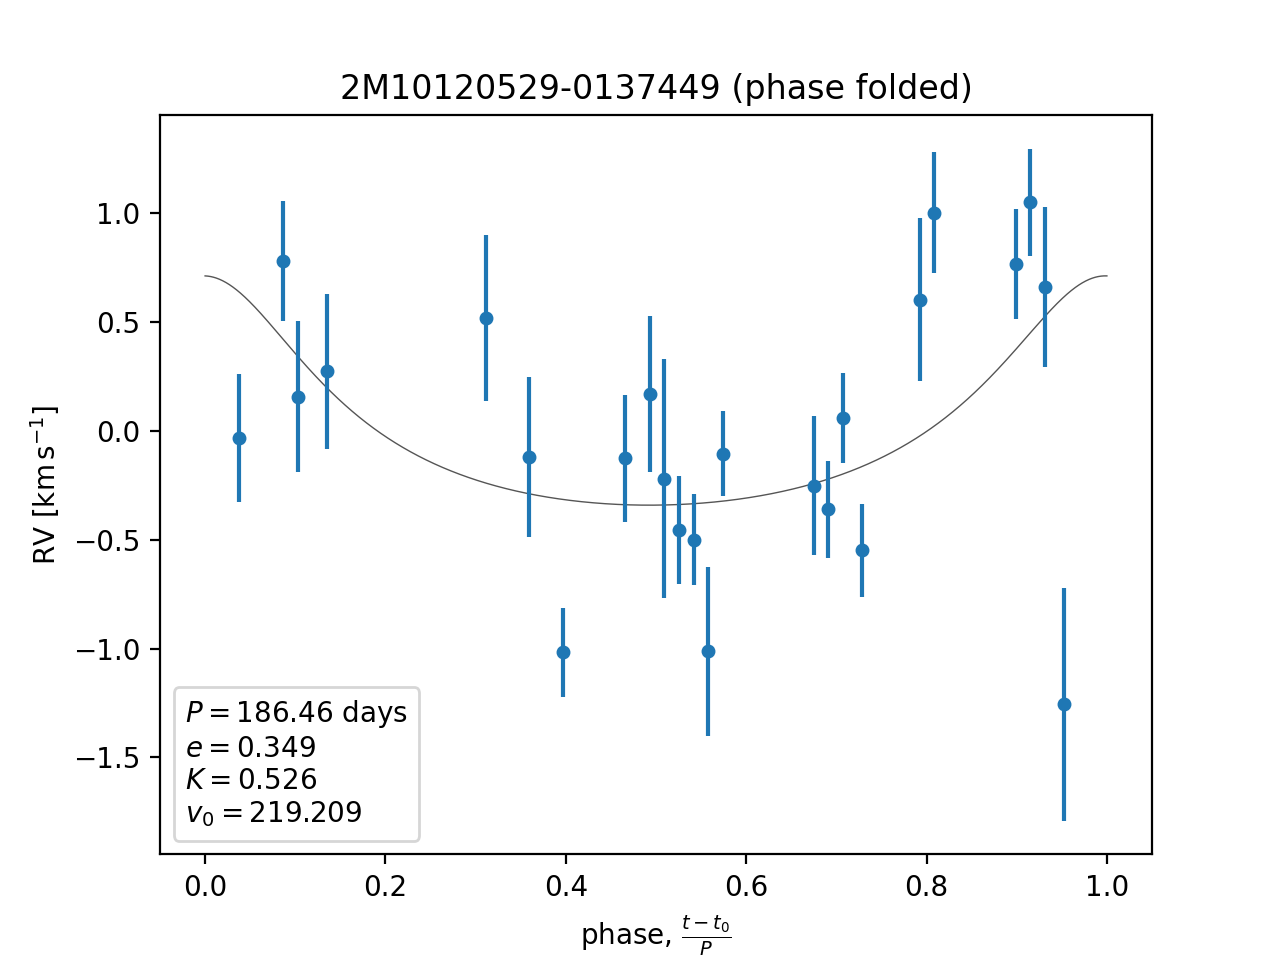 2M10120529-0137449 (phase folded)
RV [km s⁻¹]
1.0
0.5
0.0
−0.5
−1.0
−1.5
P = 186.46 days
e = 0.349
K = 0.526
v₀ = 219.209
0.0 0.2 0.4 0.6 0.8 1.0
phase, (t − t₀)/P